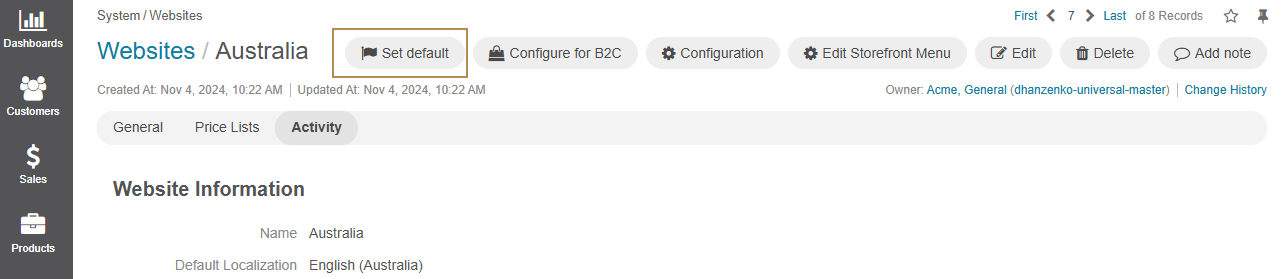 System / Websites
First 7 Last of 8 Records
Dashboards
Websites / Australia
Set default
Configure for B2C
Configuration
Edit Storefront Menu
Edit
Delete
Add note
Created At: Nov 4, 2024, 10:22 AM Updated At: Nov 4, 2024, 10:22 AM
Owner: Acme, General (dhanzenko-universal-master) Change History
Customers
General Price Lists Activity
Sales
Website Information
Name Australia
Products
Default Localization English (Australia)